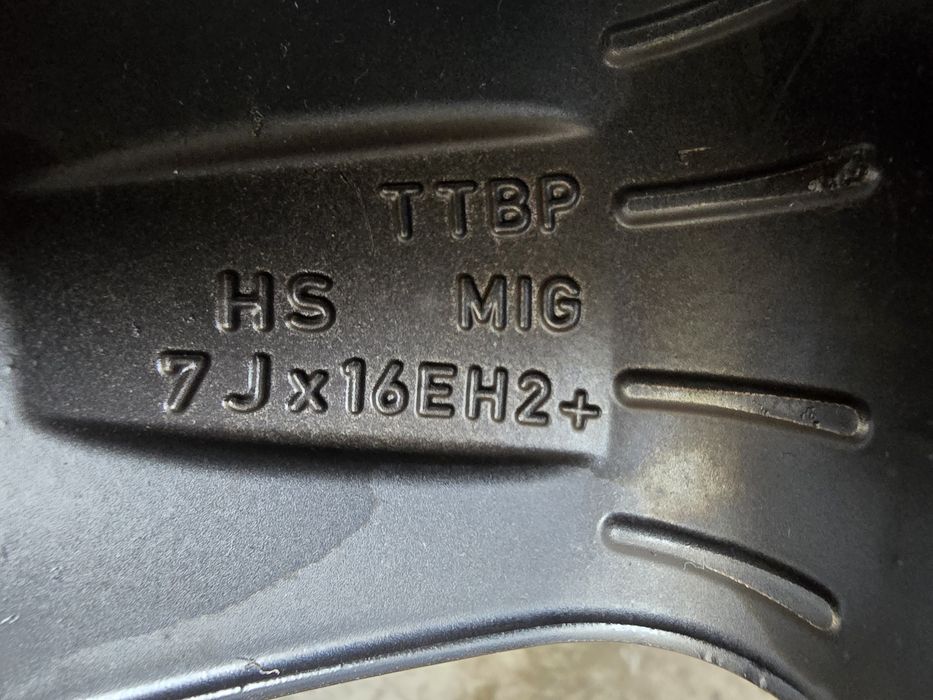 TTBP
HS MIG
7Jx16EH2+